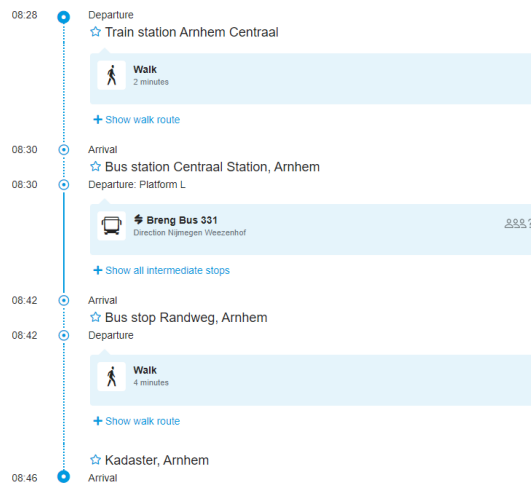 08:28 Departure
Train station Arnhem Centraal
Walk
2 minutes
+ Show walk route
08:30 Arrival
Bus station Centraal Station, Arnhem
08:30 Departure: Platform L
Breng Bus 331
Direction Nijmegen Weezenhof
+ Show all intermediate stops
08:42 Arrival
Bus stop Randweg, Arnhem
08:42 Departure
Walk
4 minutes
+ Show walk route
Kadaster, Arnhem
08:46 Arrival